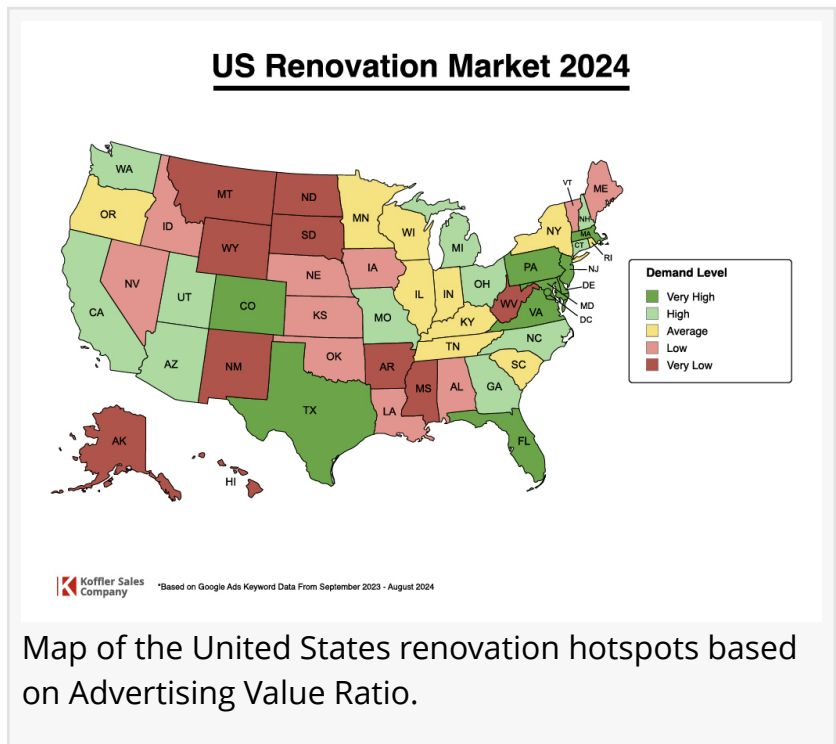 US Renovation Market 2024
WA
MT
ND
MN
VT
ME
OR
ID
SD
WI
MI
NY
NH
MA
CT
RI
WY
NV
UT
CO
NE
IA
IL
IN
OH
PA
NJ
DE
MD
DC
CA
KS
MO
KY
WV
VA
AZ
NM
OK
AR
TN
NC
SC
TX
LA
MS
AL
GA
FL
AK
HI
Demand Level
Very High
High
Average
Low
Very Low
Koffler Sales
Company
*Based on Google Ads Keyword Data From September 2023 - August 2024
Map of the United States renovation hotspots based
on Advertising Value Ratio.